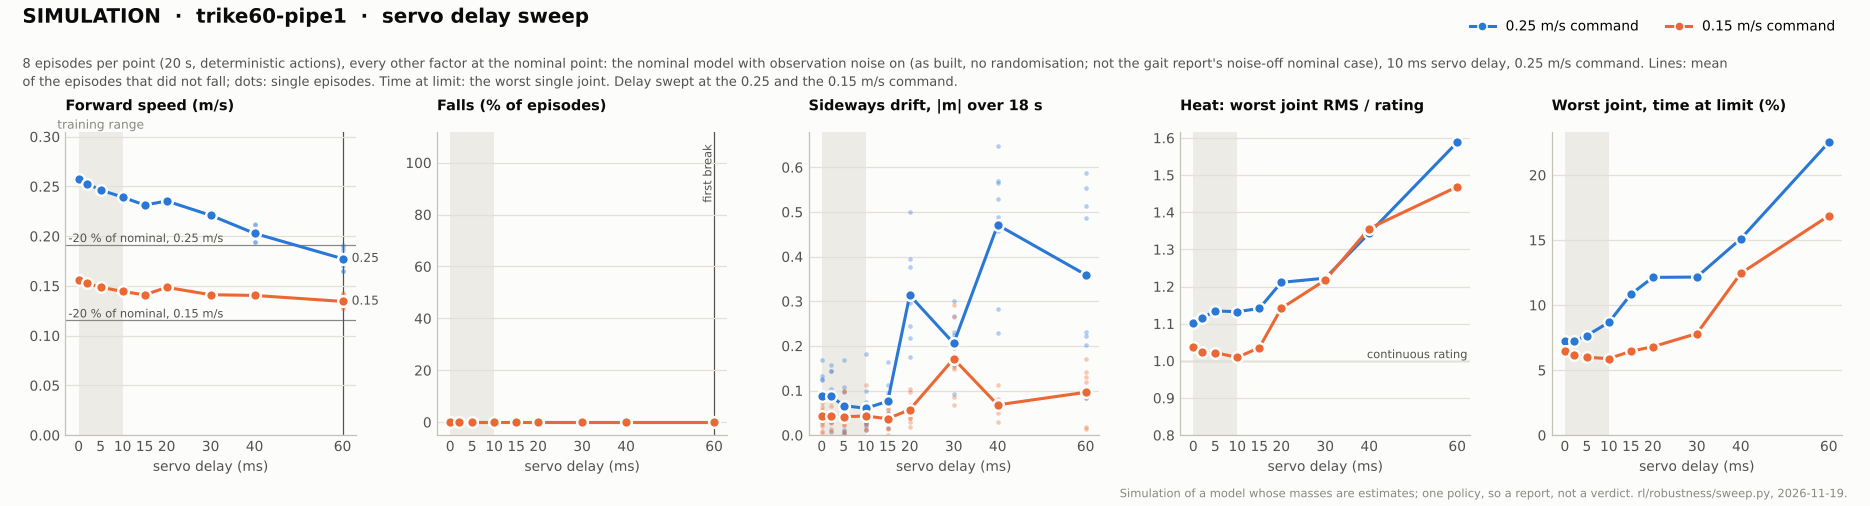 SIMULATION · trike60-pipe1 · servo delay sweep
0.25 m/s command
0.15 m/s command
8 episodes per point (20 s, deterministic actions), every other factor at the nominal point: the nominal model with observation noise on (as built, no randomisation; not the gait report's noise-off nominal case), 10 ms servo delay, 0.25 m/s command. Lines: mean
of the episodes that did not fall; dots: single episodes. Time at limit: the worst single joint. Delay swept at the 0.25 and the 0.15 m/s command.
Forward speed (m/s)
training range
0.30
0.25
0.20
0.15
0.10
0.05
0.00
-20 % of nominal, 0.25 m/s
-20 % of nominal, 0.15 m/s
0.25
0.15
0 5 10 15 20 30 40 60
servo delay (ms)
Falls (% of episodes)
100
80
60
40
20
0
first break
0 5 10 15 20 30 40 60
servo delay (ms)
Sideways drift, |m| over 18 s
0.6
0.5
0.4
0.3
0.2
0.1
0.0
0 5 10 15 20 30 40 60
servo delay (ms)
Heat: worst joint RMS / rating
1.6
1.5
1.4
1.3
1.2
1.1
1.0
0.9
0.8
continuous rating
0 5 10 15 20 30 40 60
servo delay (ms)
Worst joint, time at limit (%)
20
15
10
5
0
0 5 10 15 20 30 40 60
servo delay (ms)
Simulation of a model whose masses are estimates; one policy, so a report, not a verdict. rl/robustness/sweep.py, 2026-11-19.